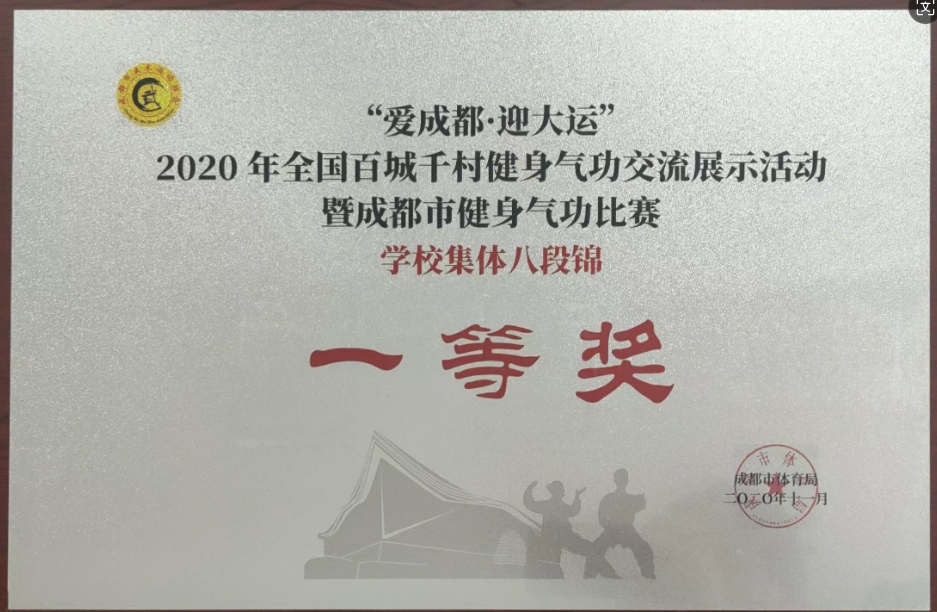 “爱成都·迎大运”
2020年全国百城千村健身气功交流展示活动
暨成都市健身气功比赛
学校集体八段锦
一等奖
市体
成都市体育局
二〇二〇年十一月